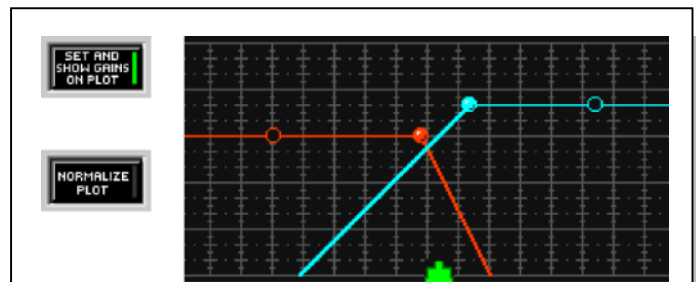 SET AND
SHOW GAINS
ON PLOT
NORMALIZE
PLOT